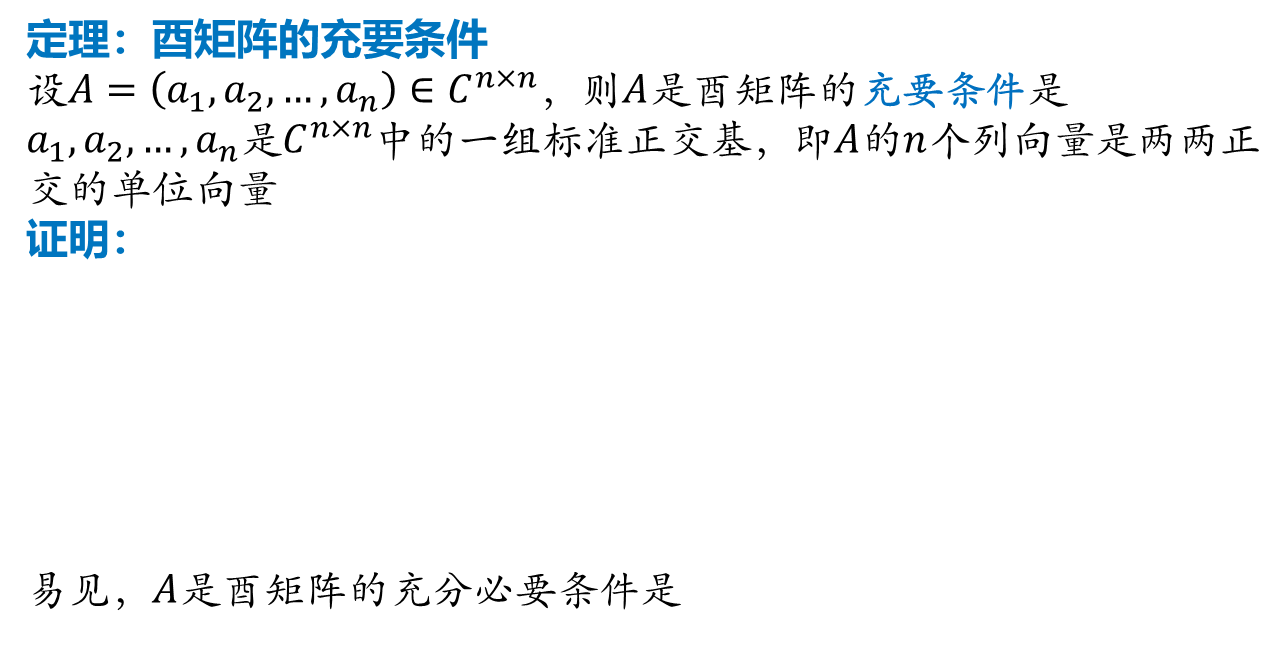 定理：酉矩阵的充要条件
设A = (a₁, a₂, … , aₙ) ∈ Cⁿˣⁿ，则A是酉矩阵的充要条件是
a₁, a₂, … , aₙ是Cⁿˣⁿ中的一组标准正交基，即A的n个列向量是两两正
交的单位向量
证明：
易见，A是酉矩阵的充分必要条件是